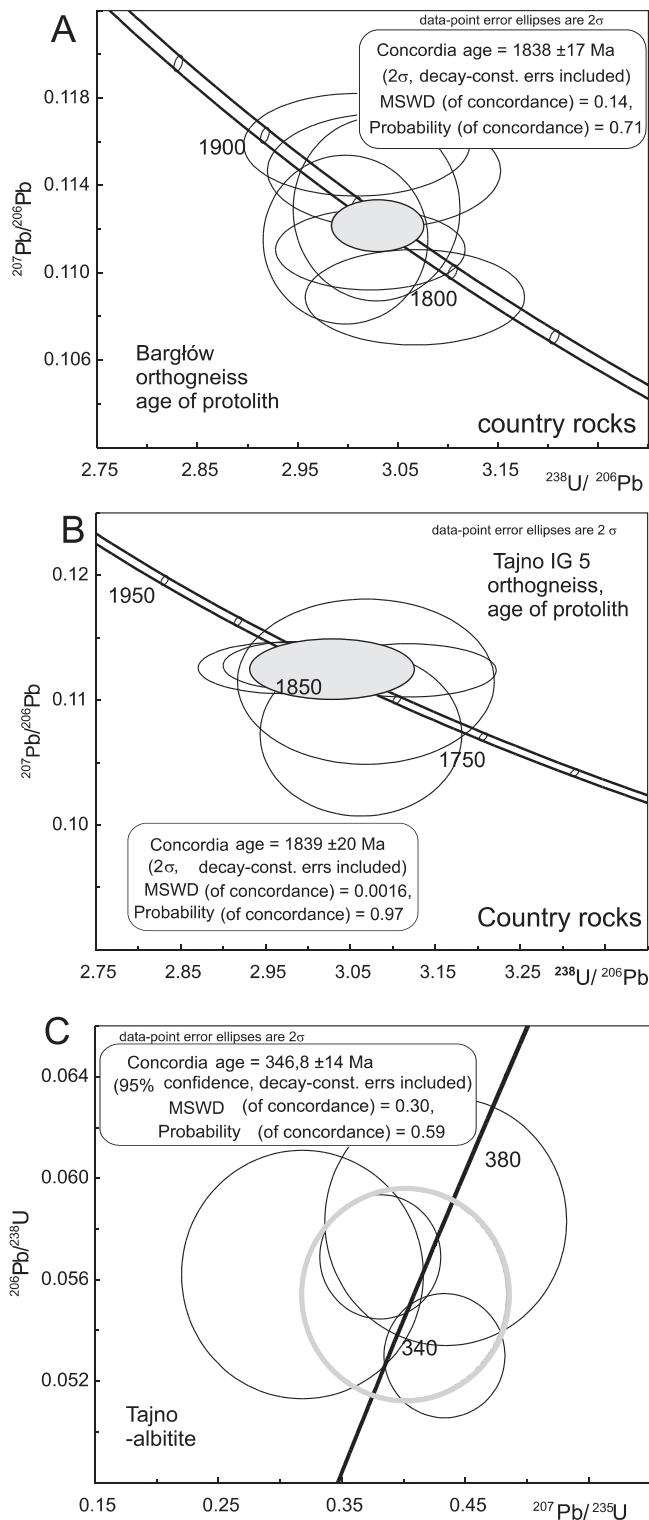 A
data-point error ellipses are 2σ
Concordia age = 1838 ±17 Ma
(2σ, decay-const. errs included)
MSWD (of concordance) = 0.14,
Probability (of concordance) = 0.71
0.118
0.114
0.110
0.106
207Pb/206Pb
1900
1800
Bargłów
orthogneiss
age of protolith
country rocks
2.75
2.85
2.95
3.05
3.15
238U/ 206Pb
B
data-point error ellipses are 2 σ
Tajno IG 5
orthogneiss,
age of protolith
0.12
0.11
0.10
207Pb/206Pb
1950
1850
1750
Concordia age = 1839 ±20 Ma
(2σ, decay-const. errs included)
MSWD (of concordance) = 0.0016,
Probability (of concordance) = 0.97
Country rocks
2.75
2.85
2.95
3.05
3.15
3.25
238U/ 206Pb
C
data-point error ellipses are 2σ
Concordia age = 346,8 ±14 Ma
(95% confidence, decay-const. errs included)
MSWD (of concordance) = 0.30,
Probability (of concordance) = 0.59
0.064
0.060
0.056
0.052
206Pb/238U
380
340
Tajno
-albitite
0.15
0.25
0.35
0.45
207Pb/235U